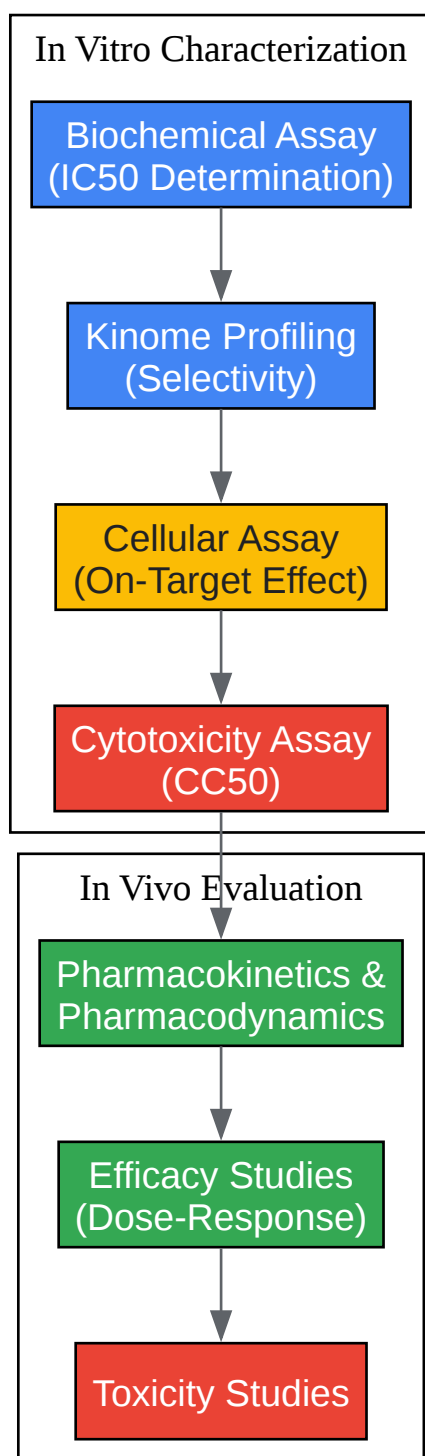 In Vitro Characterization
Biochemical Assay
(IC50 Determination)
Kinome Profiling
(Selectivity)
Cellular Assay
(On-Target Effect)
Cytotoxicity Assay
(CC50)
In Vivo Evaluation
Pharmacokinetics &
Pharmacodynamics
Efficacy Studies
(Dose-Response)
Toxicity Studies